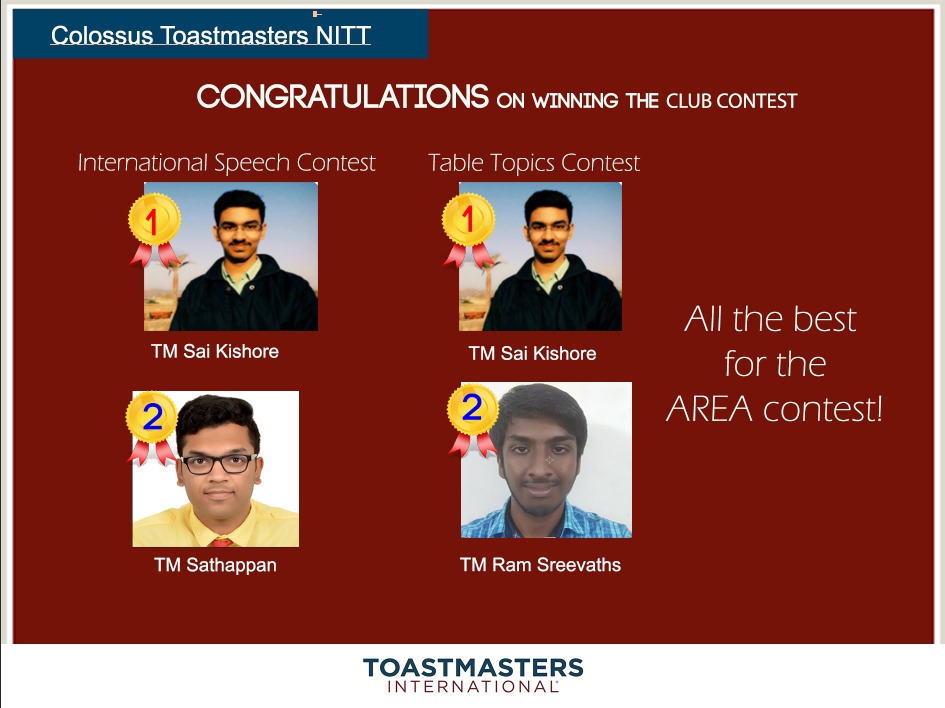 Colossus Toastmasters NITT
CONGRATULATIONS ON WINNING THE CLUB CONTEST
International Speech Contest
Table Topics Contest
1
1
TM Sai Kishore
TM Sai Kishore
All the best
for the
AREA contest!
2
2
TM Sathappan
TM Ram Sreevaths
TOASTMASTERS
INTERNATIONAL